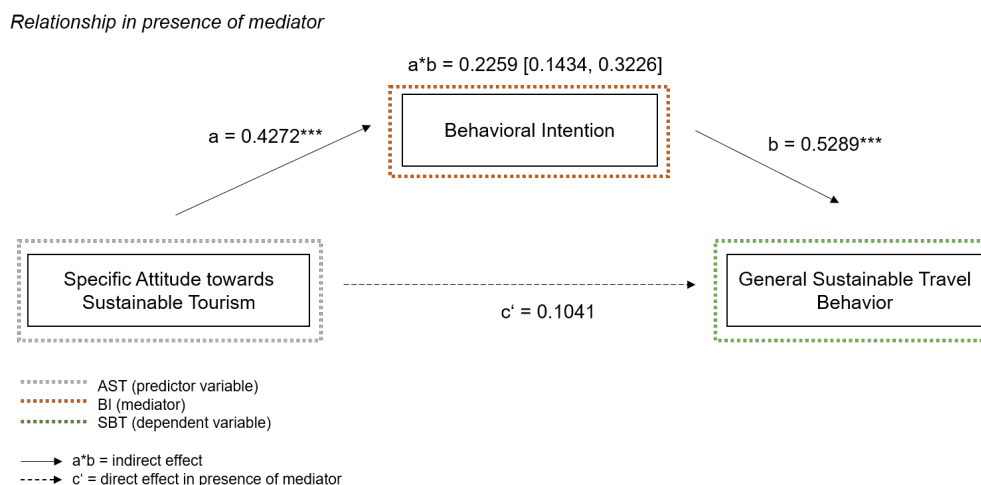 Relationship in presence of mediator
a*b = 0.2259 [0.1434, 0.3226]
Behavioral Intention
a = 0.4272***
b = 0.5289***
Specific Attitude towards
Sustainable Tourism
General Sustainable Travel
Behavior
c‘ = 0.1041
AST (predictor variable)
BI (mediator)
SBT (dependent variable)
a*b = indirect effect
c‘ = direct effect in presence of mediator